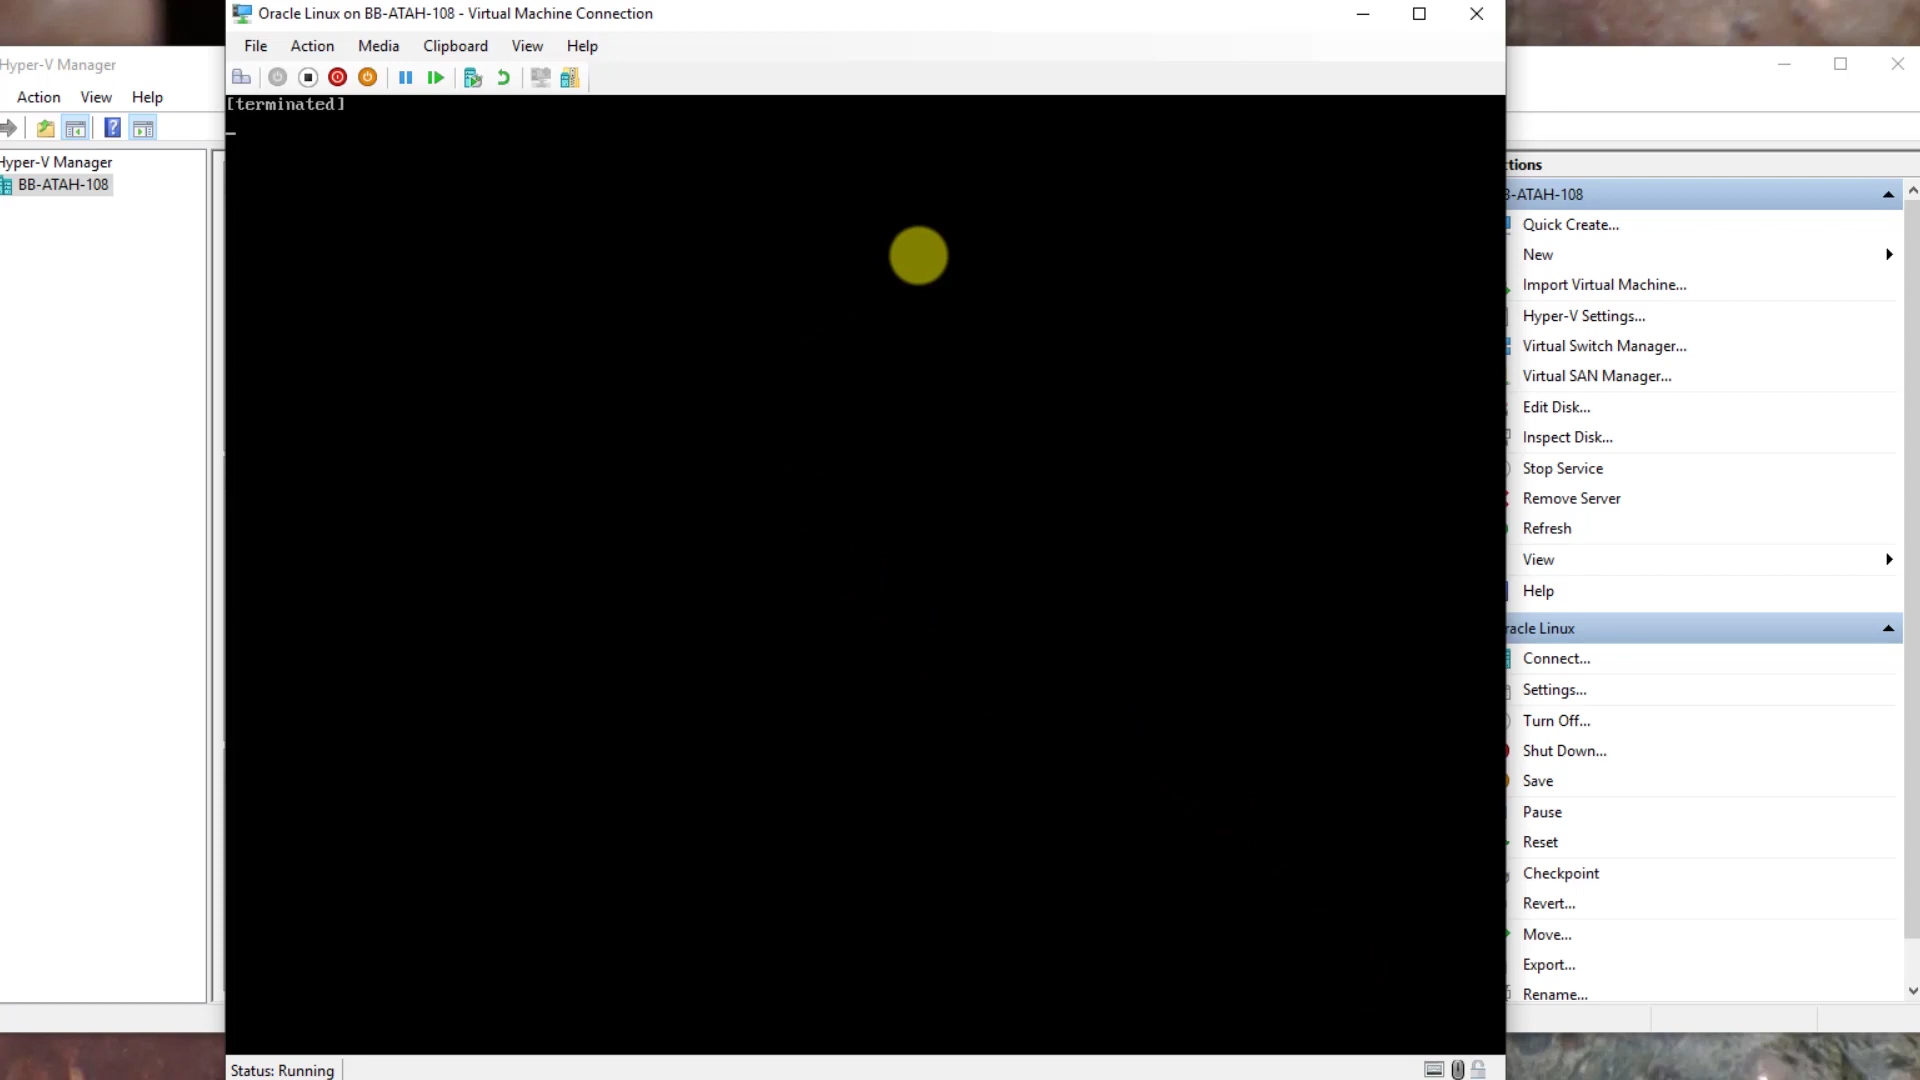 Oracle Linux on BB-ATAH-108 - Virtual Machine Connection
File Action Media Clipboard View Help
[terminated]
Status: Running
Hyper-V Manager
Action View Help
Hyper-V Manager
BB-ATAH-108
ctions
B-ATAH-108
Quick Create...
New
Import Virtual Machine...
Hyper-V Settings...
Virtual Switch Manager...
Virtual SAN Manager...
Edit Disk...
Inspect Disk...
Stop Service
Remove Server
Refresh
View
Help
racle Linux
Connect...
Settings...
Turn Off...
Shut Down...
Save
Pause
Reset
Checkpoint
Revert...
Move...
Export...
Rename...